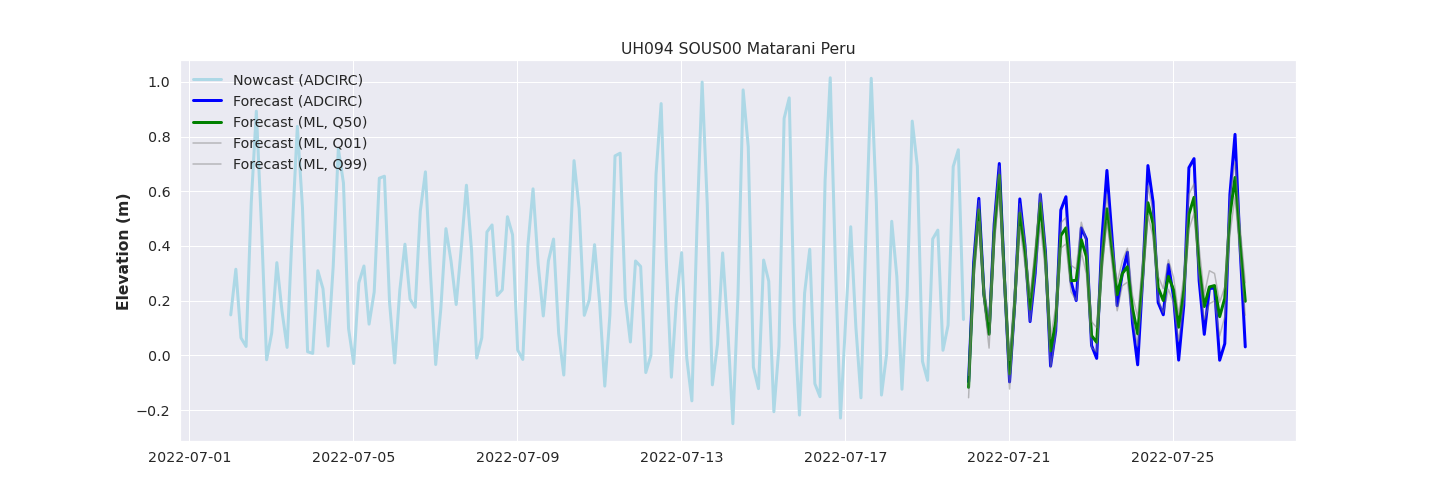 UH094 SOUS00 Matarani Peru
Nowcast (ADCIRC)
Forecast (ADCIRC)
Forecast (ML, Q50)
Forecast (ML, Q01)
Forecast (ML, Q99)
Elevation (m)
1.0
0.8
0.6
0.4
0.2
0.0
−0.2
2022-07-01 2022-07-05 2022-07-09 2022-07-13 2022-07-17 2022-07-21 2022-07-25